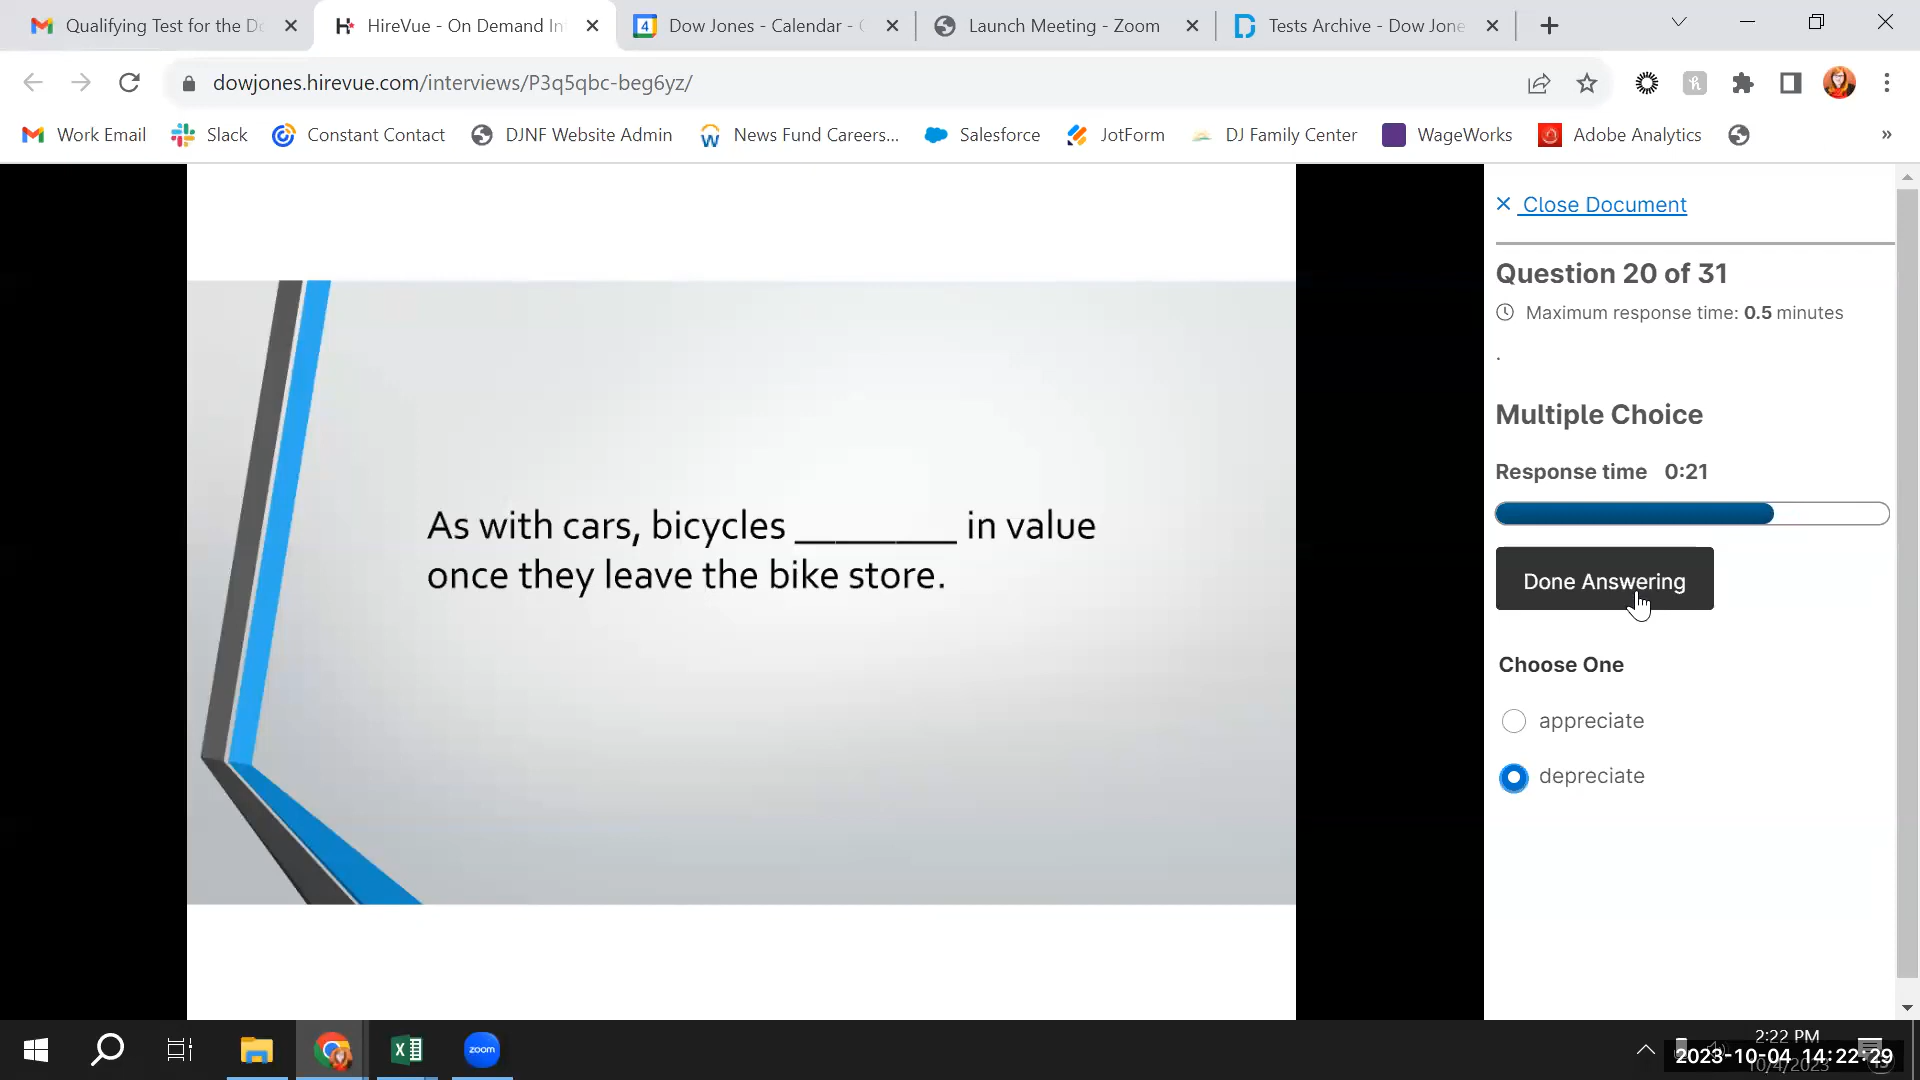 Qualifying Test for the D
HireVue - On Demand In
Dow Jones - Calendar -
Launch Meeting - Zoom
Tests Archive - Dow Jone
dowjones.hirevue.com/interviews/P3q5qbc-beg6yz/
Work Email
Slack
Constant Contact
DJNF Website Admin
News Fund Careers...
Salesforce
JotForm
DJ Family Center
WageWorks
Adobe Analytics
»
Close Document
Question 20 of 31
Maximum response time: 0.5 minutes
.
Multiple Choice
Response time 0:21
Done Answering
Choose One
appreciate
depreciate
As with cars, bicycles ________ in value
once they leave the bike store.
zoom
2:22 PM
2023-10-04 14:22:29
10/4/2023